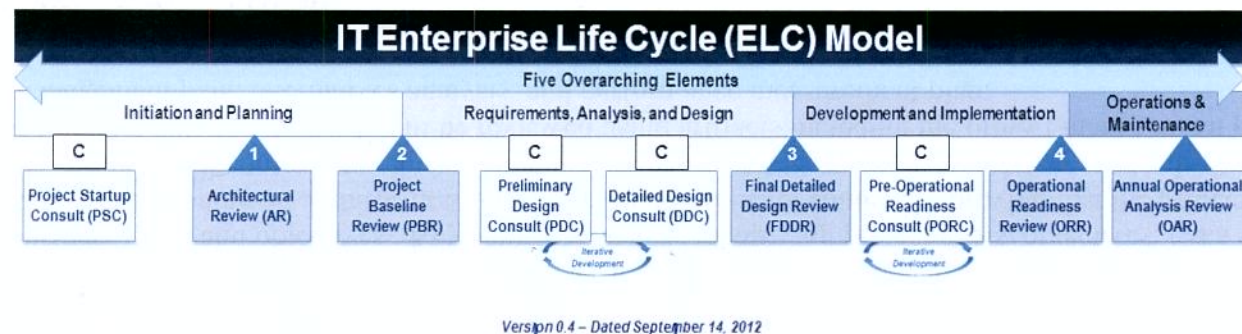 IT Enterprise Life Cycle (ELC) Model
Five Overarching Elements
Initiation and Planning
Requirements, Analysis, and Design
Development and Implementation
Operations &
Maintenance
C
1
2
C
C
3
C
4
Project Startup
Consult (PSC)
Architectural
Review (AR)
Project
Baseline
Review (PBR)
Preliminary
Design
Consult (PDC)
Detailed Design
Consult (DDC)
Final Detailed
Design Review
(FDDR)
Pre-Operational
Readiness
Consult (PORC)
Operational
Readiness
Review (ORR)
Annual Operational
Analysis Review
(OAR)
Iterative
Development
Iterative
Development
Version 0.4 – Dated September 14, 2012